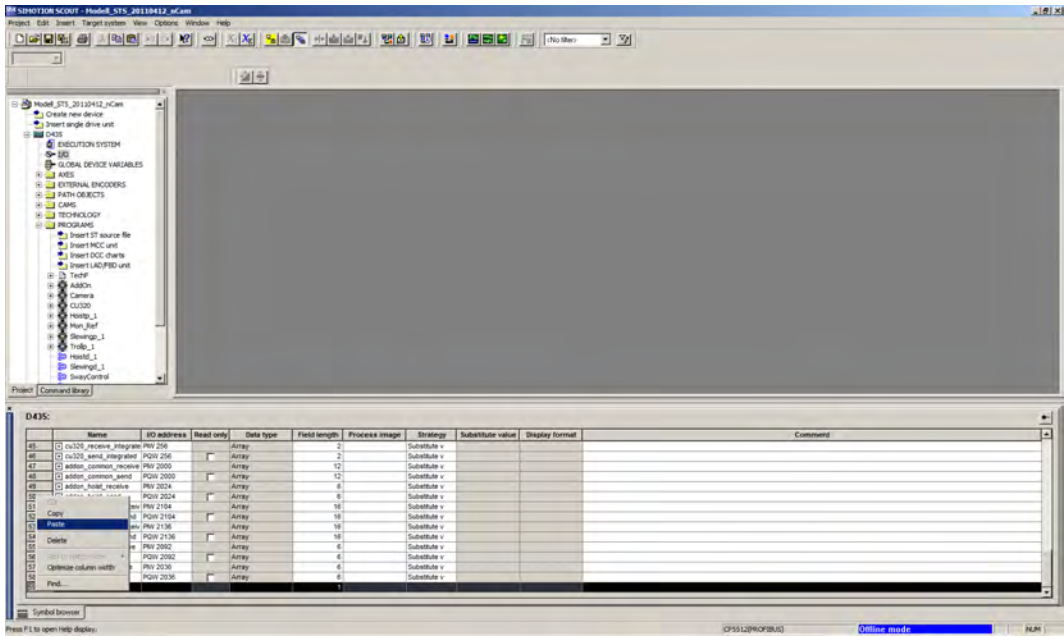 SIMOTION SCOUT - Modell_STS_20110412_nCam
Project Edit Insert Target system View Options Window Help
<No filter>
Modell_STS_20110412_nCam
Create new device
Insert single drive unit
D435
EXECUTION SYSTEM
I/O
GLOBAL DEVICE VARIABLES
AXES
EXTERNAL ENCODERS
PATH OBJECTS
CAMS
TECHNOLOGY
PROGRAMS
Insert ST source file
Insert MCC unit
Insert DCC charts
Insert LAD/FBD unit
TechF
AddOn
Camera
CU320
Hoistp_1
Mon_Ref
Slewingp_1
Trollp_1
Hoistd_1
Slewingd_1
SwayControl
Project Command library
D435:
Name I/O address Read only Data type Field length Process image Strategy Substitute value Display format Comment
45 cu320_receive_integrate PIW 256 Array 2 Substitute v
46 cu320_send_integrated PQW 256 Array 2 Substitute v
47 addon_common_receive PIW 2000 Array 12 Substitute v
48 addon_common_send PQW 2000 Array 12 Substitute v
49 addon_hoist_receive PIW 2024 Array 6 Substitute v
50 PQW 2024 Array 6 Substitute v
51 PIW 2104 Array 16 Substitute v
52 PQW 2104 Array 16 Substitute v
53 PIW 2136 Array 16 Substitute v
54 PQW 2136 Array 16 Substitute v
55 PIW 2092 Array 6 Substitute v
56 PQW 2092 Array 6 Substitute v
57 PIW 2036 Array 6 Substitute v
58 PQW 2036 Array 6 Substitute v
1
Copy
Paste
Delete
Optimize column width
Find...
Symbol browser
Press F1 to open Help display.
CP5512(PROFIBUS) Offline mode NUM